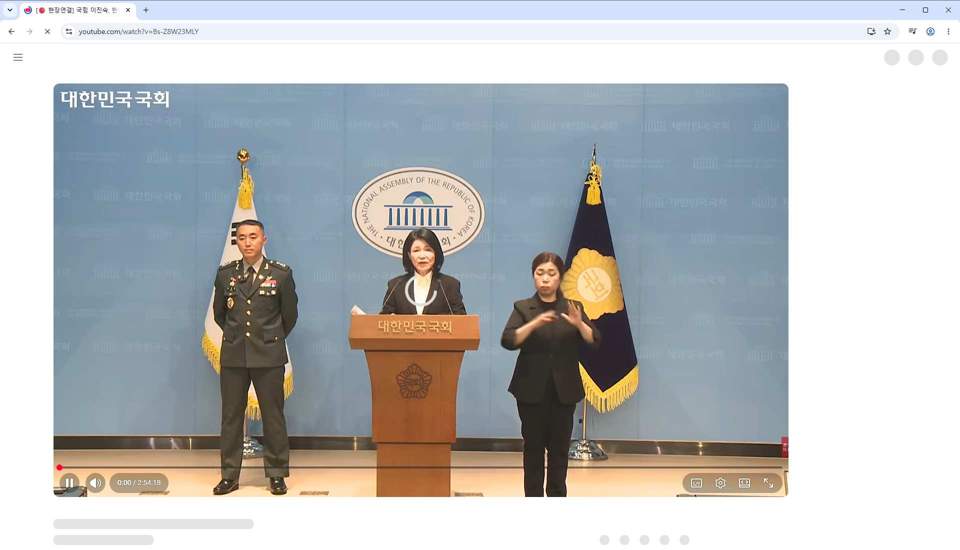 [🔴 현장연결] 국힘 이진숙, 민
youtube.com/watch?v=Bs-Z8W23MLY
대한민국국회
THE NATIONAL ASSEMBLY OF THE REPUBLIC OF KOREA
대한민국국회
0:00 / 2:54:18